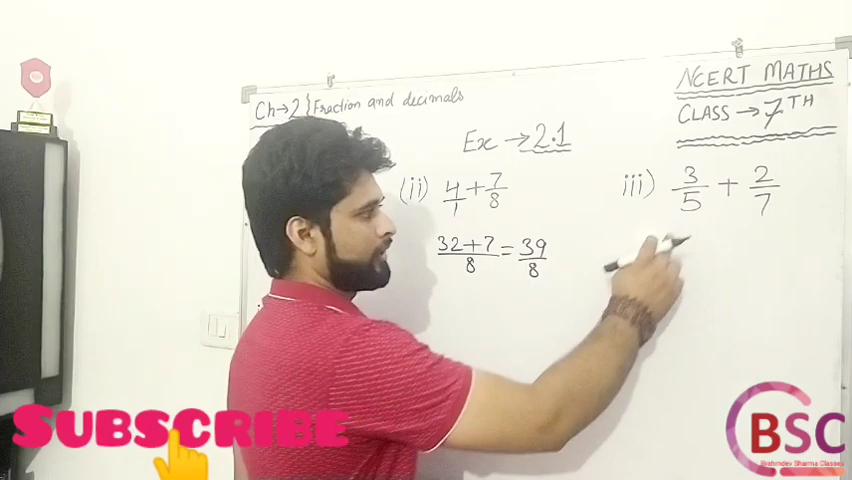 Ch→2} Fraction and decimals
NCERT MATHS
CLASS → 7TH
Ex → 2.1
(ii) 4/1 + 7/8
32+7/8 = 39/8
iii) 3/5 + 2/7
SUBSCRIBE
BSC
Brahmdev Sharma Classes